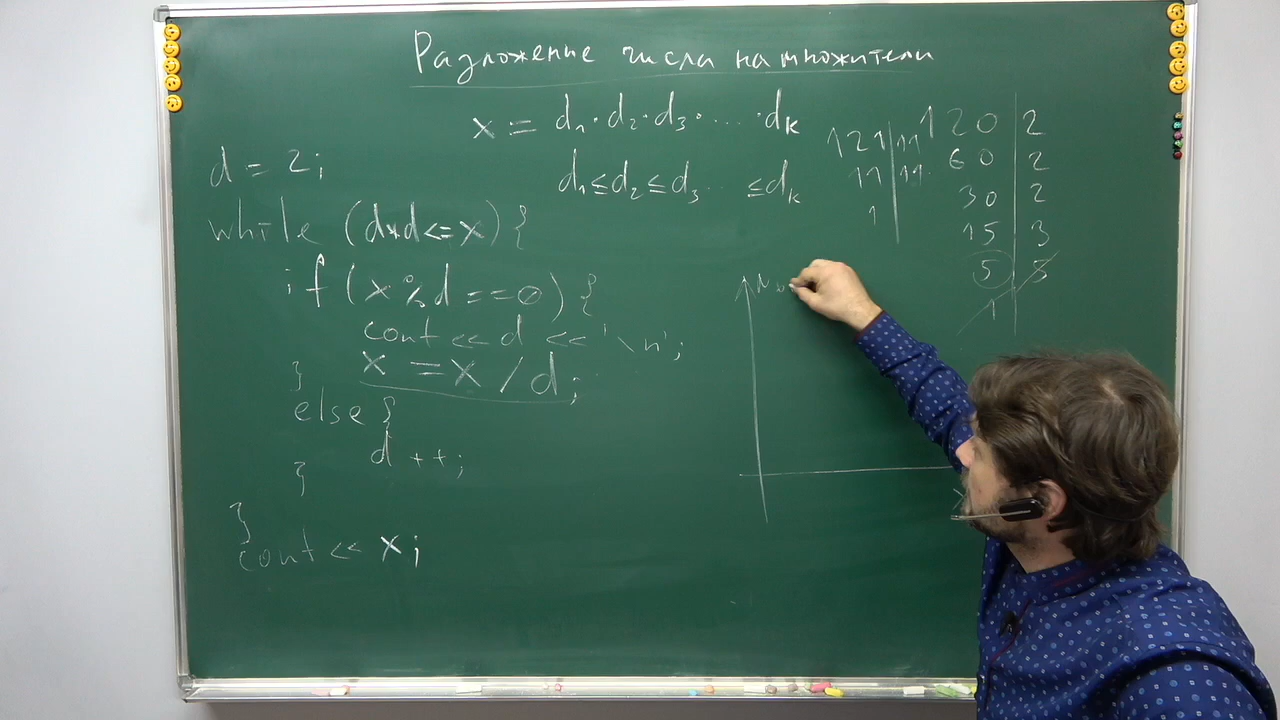 Разложение числа на множители
x = d₁·d₂·d₃·....·dₖ
d₁≤d₂≤d₃.. ≤dₖ
d = 2;
while (d*d<=x) {
if (x%d==0) {
cout << d << '\n';
x = x / d;
}
else {
d ++;
}
}
cout << x;
121 | 11
11 | 11
1
120 | 2
60 | 2
30 | 2
15 | 3
5 | 5
1